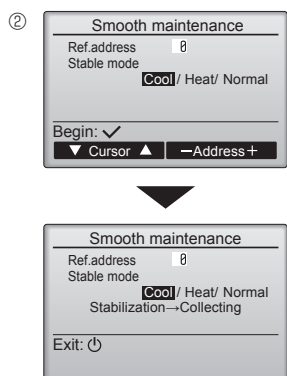 ②
Smooth maintenance
Ref.address 0
Stable mode
Cool / Heat/ Normal
Begin: ✓
▼ Cursor ▲ −Address+
Smooth maintenance
Ref.address 0
Stable mode
Cool / Heat/ Normal
Stabilization→Collecting
Exit: ⏻